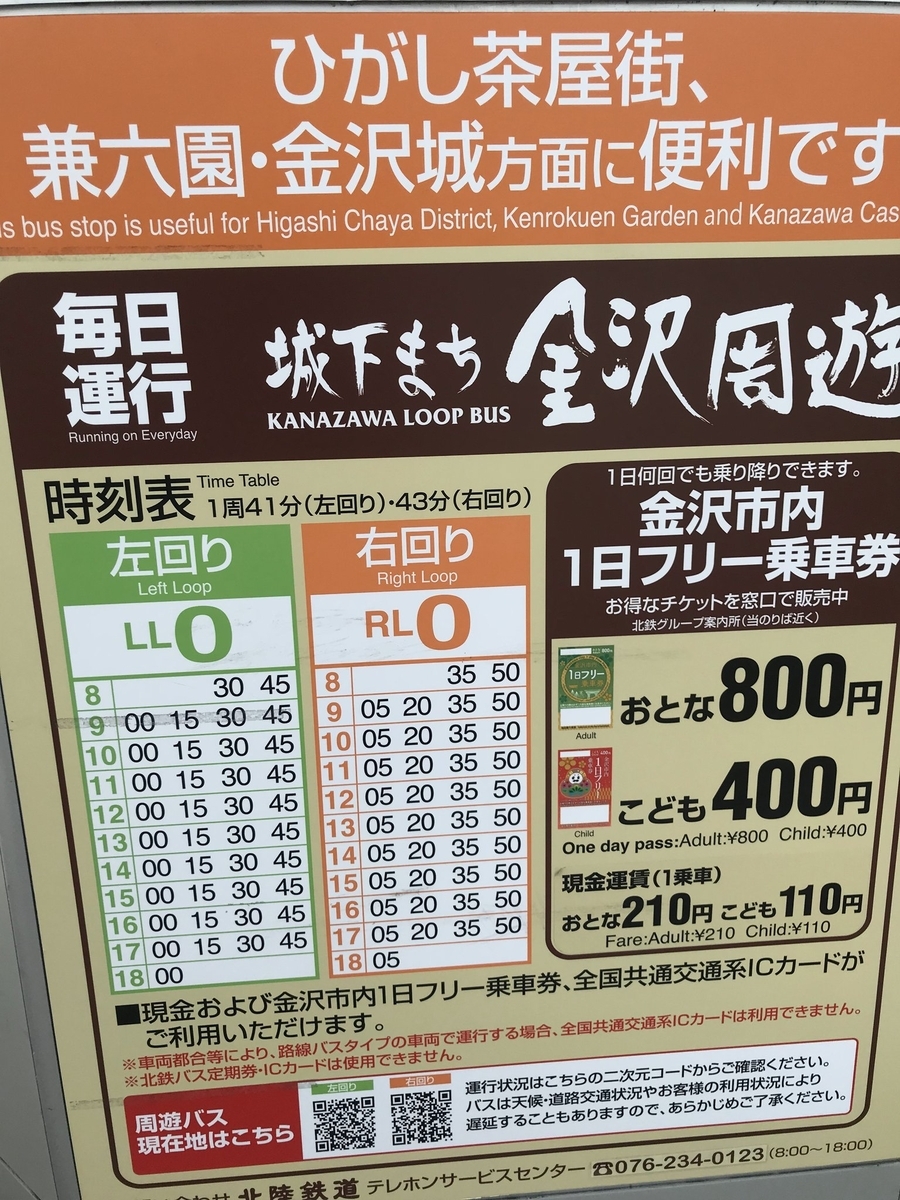 ひがし茶屋街、
兼六園・金沢城方面に便利です
s bus stop is useful for Higashi Chaya District, Kenrokuen Garden and Kanazawa Cas
毎日
運行
Running on Everyday
城下まち 金沢周遊
KANAZAWA LOOP BUS
時刻表 Time Table
1周41分(左回り)・43分(右回り)
左回り
Left Loop
LL0
8 30 45
9 00 15 30 45
10 00 15 30 45
11 00 15 30 45
12 00 15 30 45
13 00 15 30 45
14 00 15 30 45
15 00 15 30 45
16 00 15 30 45
17 00 15 30 45
18 00
右回り
Right Loop
RL0
8 35 50
9 05 20 35 50
10 05 20 35 50
11 05 20 35 50
12 05 20 35 50
13 05 20 35 50
14 05 20 35 50
15 05 20 35 50
16 05 20 35 50
17 05 20 35 50
18 05
1日何回でも乗り降りできます。
金沢市内
1日フリー乗車券
お得なチケットを窓口で販売中
北鉄グループ案内所(当のりば近く)
1日フリー
乗車券
Adult
おとな800円
金沢市内
1日フリー
乗車券
Child
こども400円
One day pass:Adult:¥800 Child:¥400
現金運賃(1乗車)
おとな210円 こども110円
Fare:Adult:¥210 Child:¥110
■現金および金沢市内1日フリー乗車券、全国共通交通系ICカードが
ご利用いただけます。
※車両都合等により、路線バスタイプの車両で運行する場合、全国共通交通系ICカードは利用できません。
※北鉄バス定期券・ICカードは使用できません。
周遊バス
現在地はこちら
左回り
右回り
運行状況はこちらの二次元コードからご確認ください。
バスは天候・道路交通状況やお客様の利用状況により
遅延することもありますので、あらかじめご了承ください。
合わせ 北陸鉄道 テレホンサービスセンター ☎076-234-0123(8:00〜18:00)